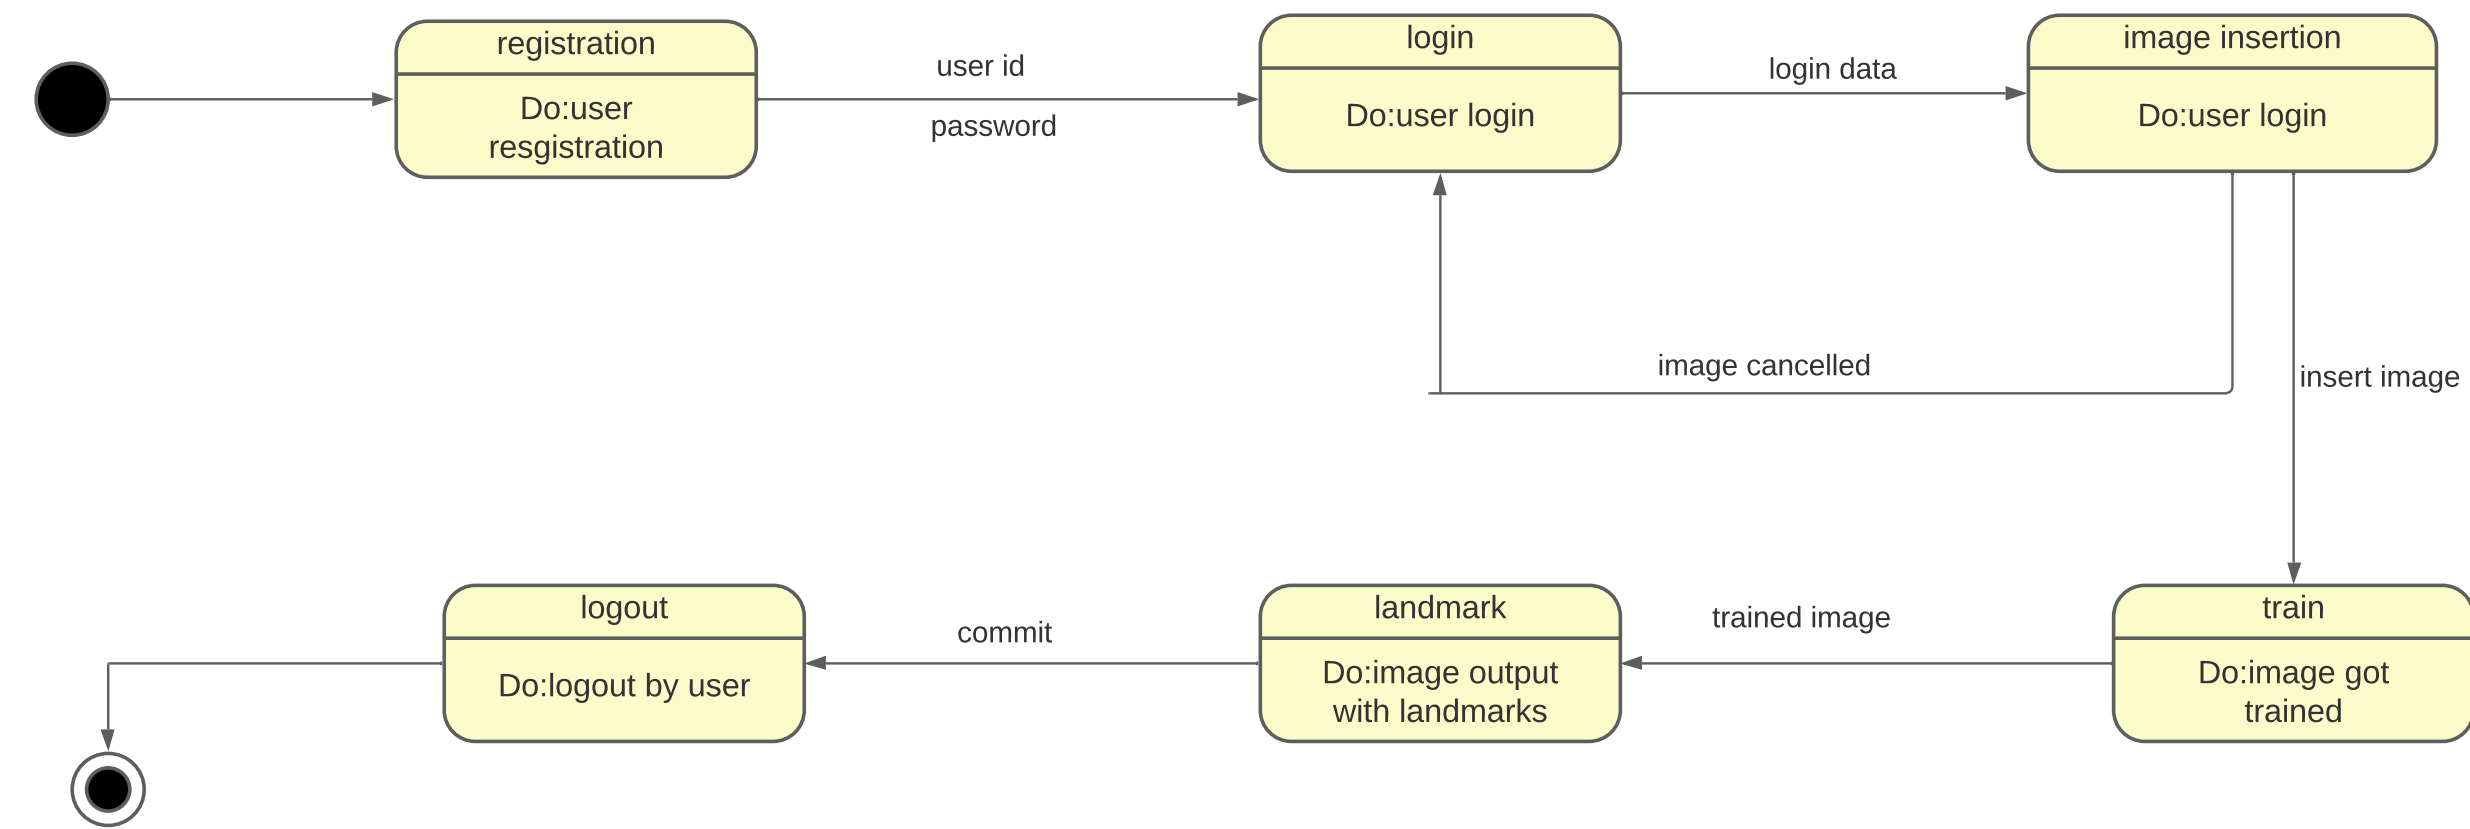 registration
Do:user
resgistration
user id
password
login
Do:user login
login data
image insertion
Do:user login
image cancelled
insert image
logout
Do:logout by user
commit
landmark
Do:image output
with landmarks
trained image
train
Do:image got
trained